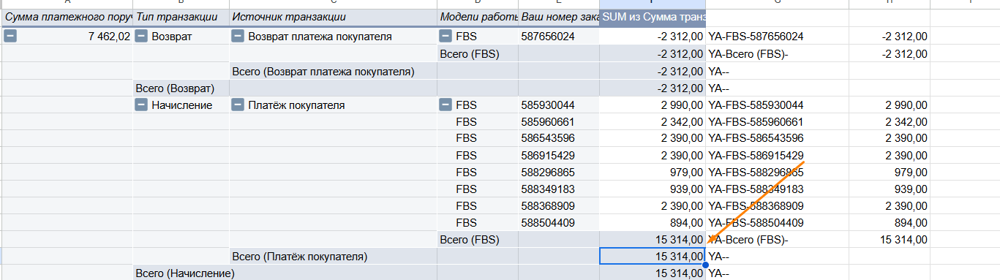 A B C D E F G H I
Сумма платежного поруч Тип транзакции Источник транзакции Модели работы Ваш номер зака SUM из Сумма тран
7 462,02 Возврат Возврат платежа покупателя FBS 587656024 -2 312,00 YA-FBS-587656024 -2 312,00
Всего (FBS) -2 312,00 YA-Всего (FBS)- -2 312,00
Всего (Возврат платежа покупателя) -2 312,00 YA--
Всего (Возврат) -2 312,00 YA--
Начисление Платёж покупателя FBS 585930044 2 990,00 YA-FBS-585930044 2 990,00
FBS 585960661 2 342,00 YA-FBS-585960661 2 342,00
FBS 586543596 2 390,00 YA-FBS-586543596 2 390,00
FBS 586915429 2 390,00 YA-FBS-586915429 2 390,00
FBS 588296865 979,00 YA-FBS-588296865 979,00
FBS 588349183 939,00 YA-FBS-588349183 939,00
FBS 588368909 2 390,00 YA-FBS-588368909 2 390,00
FBS 588504409 894,00 YA-FBS-588504409 894,00
Всего (FBS) 15 314,00 YA-Всего (FBS)- 15 314,00
Всего (Платёж покупателя) 15 314,00 YA--
Всего (Начисление) 15 314,00 YA--